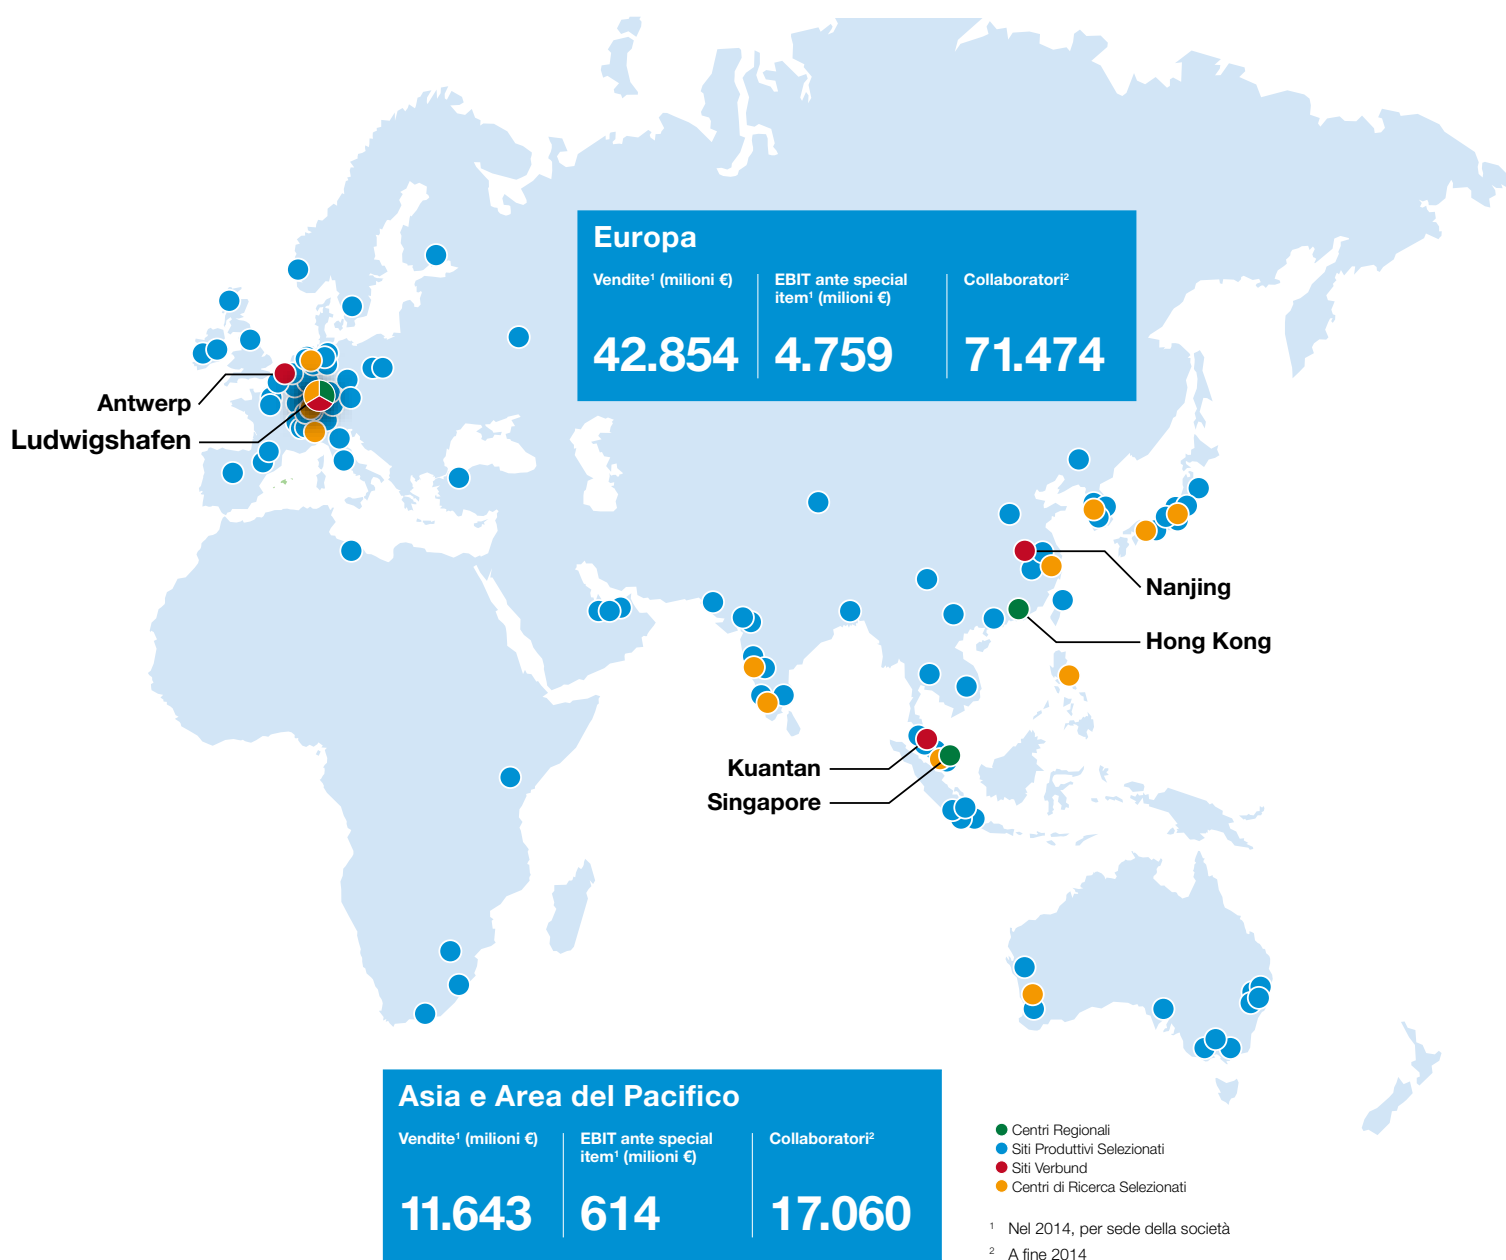 Europa
Vendite¹ (milioni €)
EBIT ante special
item¹ (milioni €)
Collaboratori²
42.854
4.759
71.474
Antwerp
Ludwigshafen
Nanjing
Hong Kong
Kuantan
Singapore
Asia e Area del Pacifico
Vendite¹ (milioni €)
EBIT ante special
item¹ (milioni €)
Collaboratori²
11.643
614
17.060
Centri Regionali
Siti Produttivi Selezionati
Siti Verbund
Centri di Ricerca Selezionati
¹ Nel 2014, per sede della società
² A fine 2014